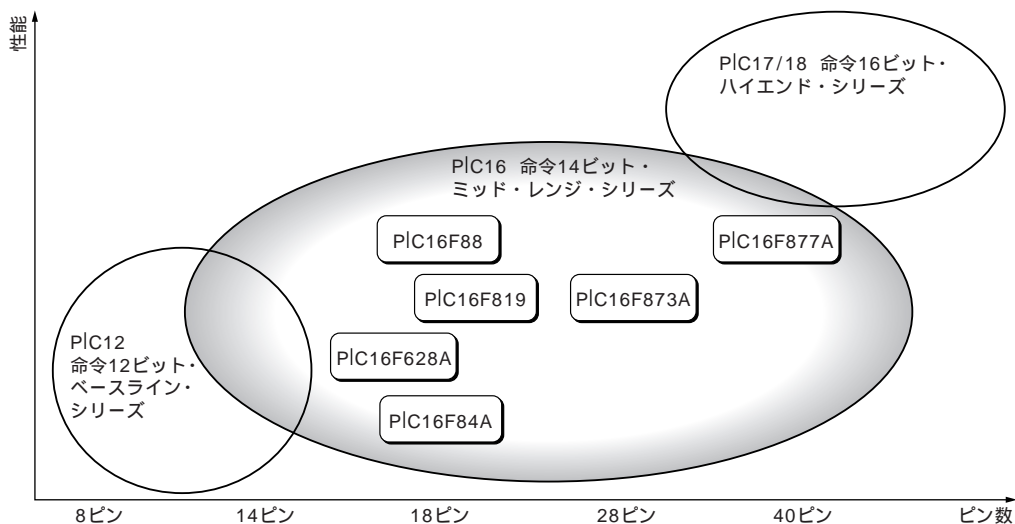 性能
PIC17/18 命令16ビット・
ハイエンド・シリーズ
PIC16 命令14ビット・
ミッド・レンジ・シリーズ
PIC16F88
PIC16F877A
PIC16F819
PIC16F873A
PIC12
命令12ビット・
ベースライン・
シリーズ
PIC16F628A
PIC16F84A
8ピン
14ピン
18ピン
28ピン
40ピン
ピン数